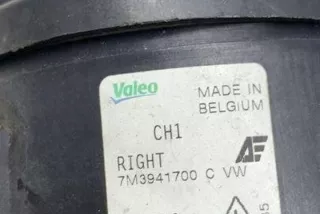 Valeo
MADE IN
BELGIUM
CH1
RIGHT
7M3941700 C VW